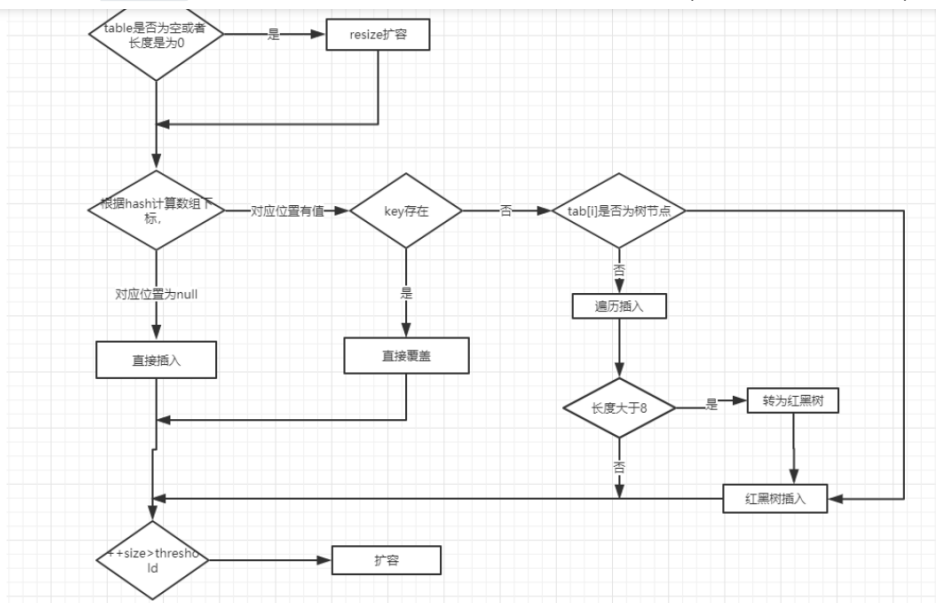 table是否为空或者
长度是为0
是
resize扩容
根据hash计算数组下
标，
对应位置有值
key存在
否
tab[i]是否为树节点
对应位置为null
是
否
遍历插入
直接插入
直接覆盖
长度大于8
是
转为红黑树
否
红黑树插入
++size>thresho
ld
扩容